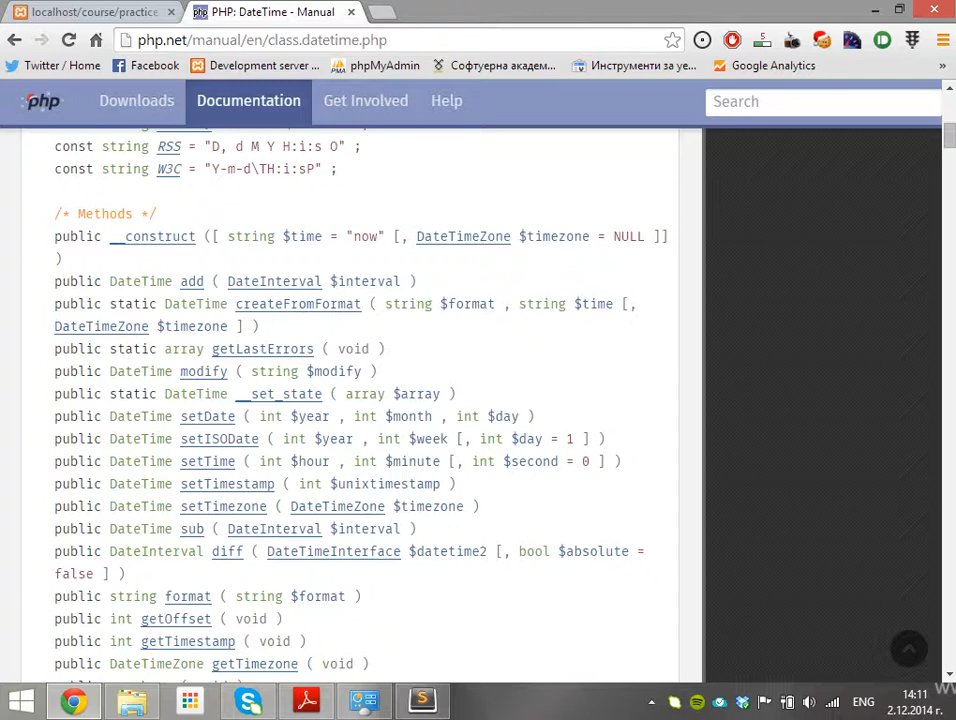 localhost/course/practice
PHP: DateTime - Manual
php.net/manual/en/class.datetime.php
5
Twitter / Home
Facebook
Development server ...
phpMyAdmin
Софтуерна академ...
Инструменти за уе...
Google Analytics
»
php
Downloads
Documentation
Get Involved
Help
Search
const string RSS = "D, d M Y H:i:s O" ;
const string W3C = "Y-m-d\TH:i:sP" ;
/* Methods */
public __construct ([ string $time = "now" [, DateTimeZone $timezone = NULL ]]
)
public DateTime add ( DateInterval $interval )
public static DateTime createFromFormat ( string $format , string $time [,
DateTimeZone $timezone ] )
public static array getLastErrors ( void )
public DateTime modify ( string $modify )
public static DateTime __set_state ( array $array )
public DateTime setDate ( int $year , int $month , int $day )
public DateTime setISODate ( int $year , int $week [, int $day = 1 ] )
public DateTime setTime ( int $hour , int $minute [, int $second = 0 ] )
public DateTime setTimestamp ( int $unixtimestamp )
public DateTime setTimezone ( DateTimeZone $timezone )
public DateTime sub ( DateInterval $interval )
public DateInterval diff ( DateTimeInterface $datetime2 [, bool $absolute =
false ] )
public string format ( string $format )
public int getOffset ( void )
public int getTimestamp ( void )
public DateTimeZone getTimezone ( void )
ENG
14:11
2.12.2014 г.